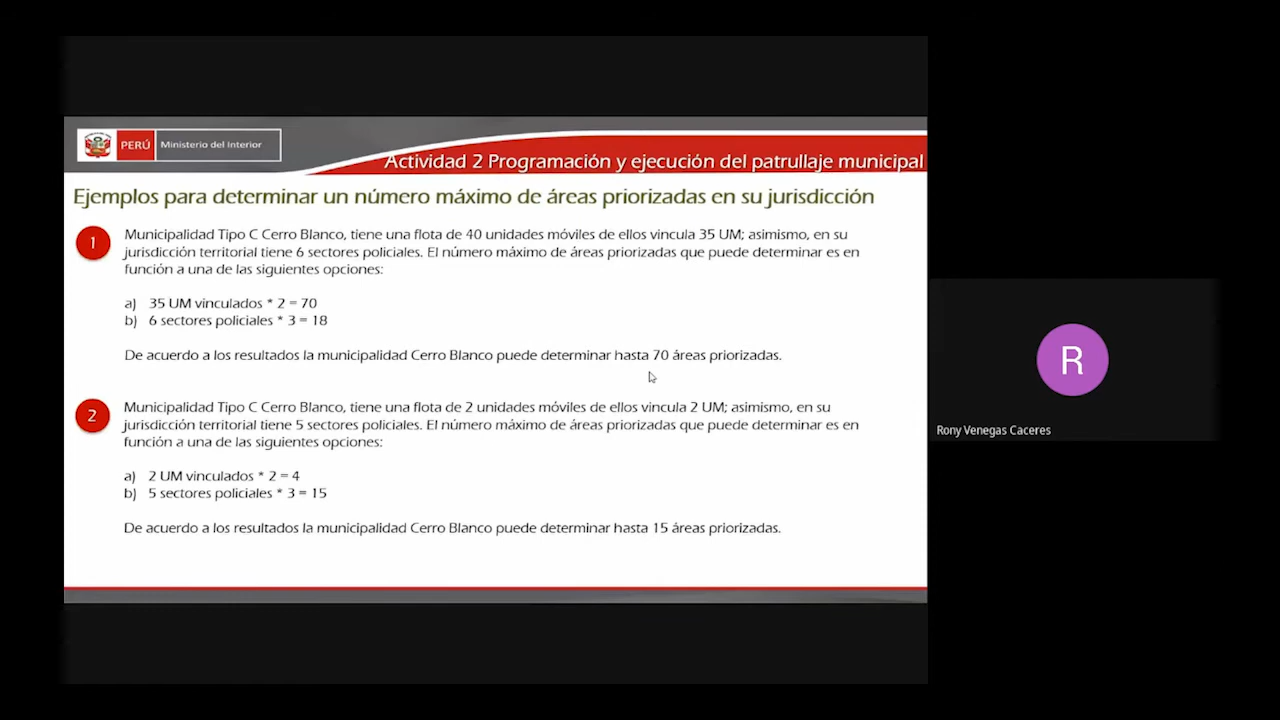 PERÚ Ministerio del Interior
Actividad 2 Programación y ejecución del patrullaje municipal
Ejemplos para determinar un número máximo de áreas priorizadas en su jurisdicción
1
Municipalidad Tipo C Cerro Blanco, tiene una flota de 40 unidades móviles de ellos vincula 35 UM; asimismo, en su
jurisdicción territorial tiene 6 sectores policiales. El número máximo de áreas priorizadas que puede determinar es en
función a una de las siguientes opciones:
a) 35 UM vinculados * 2 = 70
b) 6 sectores policiales * 3 = 18
De acuerdo a los resultados la municipalidad Cerro Blanco puede determinar hasta 70 áreas priorizadas.
2
Municipalidad Tipo C Cerro Blanco, tiene una flota de 2 unidades móviles de ellos vincula 2 UM; asimismo, en su
jurisdicción territorial tiene 5 sectores policiales. El número máximo de áreas priorizadas que puede determinar es en
función a una de las siguientes opciones:
a) 2 UM vinculados * 2 = 4
b) 5 sectores policiales * 3 = 15
De acuerdo a los resultados la municipalidad Cerro Blanco puede determinar hasta 15 áreas priorizadas.
R
Rony Venegas Caceres